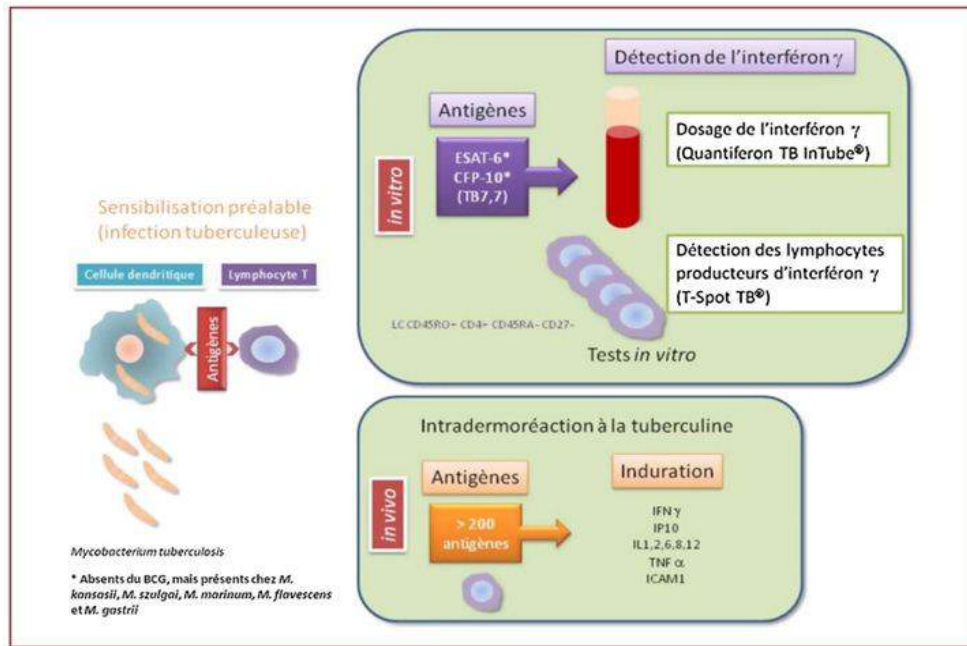 Sensibilisation préalable
(infection tuberculeuse)
Cellule dendritique
Lymphocyte T
Antigènes
Mycobacterium tuberculosis
* Absents du BCG, mais présents chez M.
kansasii, M. szulgai, M. marinum, M. flavescens
et M. gastrii
Détection de l'interféron γ
Antigènes
in vitro
ESAT-6*
CFP-10*
(TB7,7)
Dosage de l'interféron γ
(Quantiferon TB InTube®)
Détection des lymphocytes
producteurs d'interféron γ
(T-Spot TB®)
LC CD45RO+ CD4+ CD45RA- CD27-
Tests in vitro
Intradermoréaction à la tuberculine
in vivo
Antigènes
> 200
antigènes
Induration
IFN γ
IP10
IL1,2,6,8,12
TNF α
ICAM1